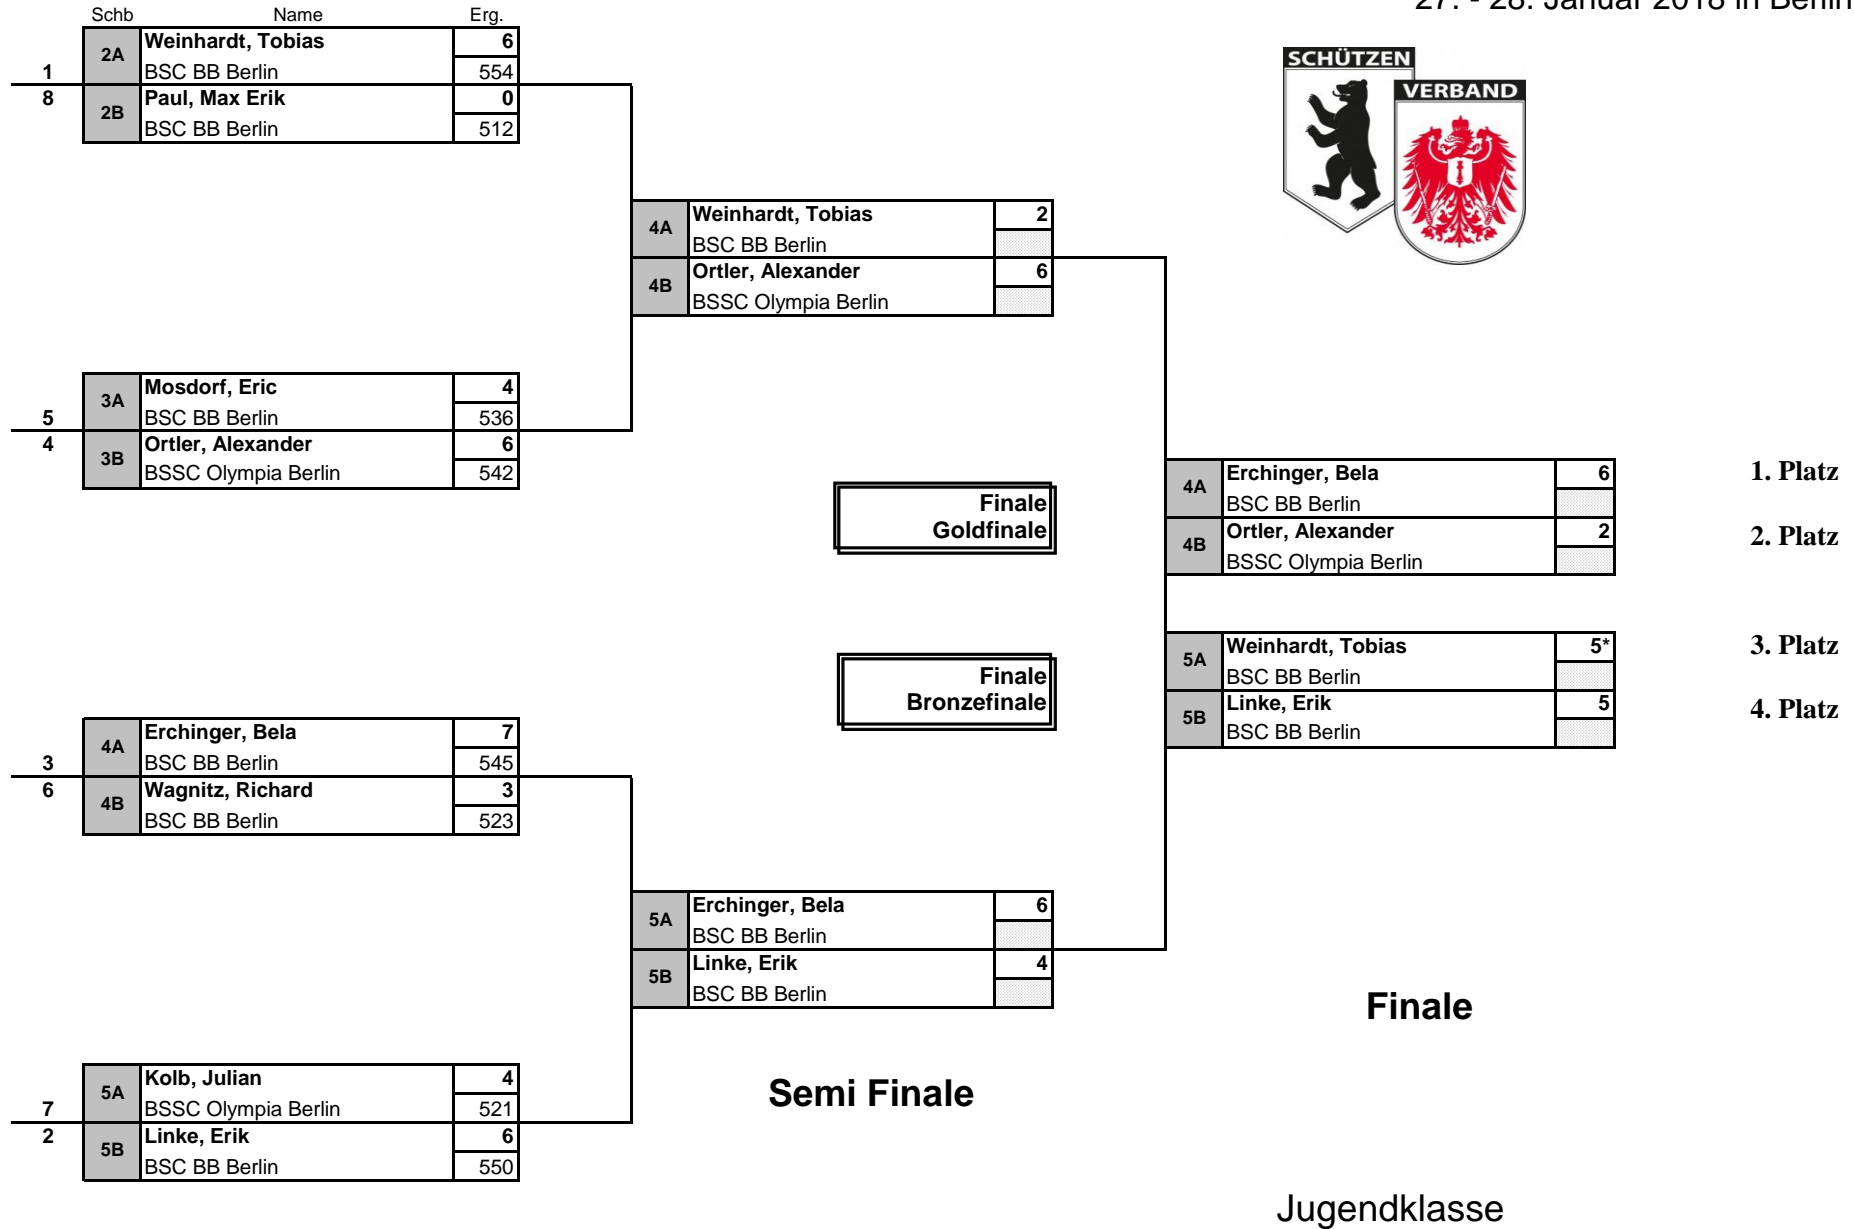 27. - 28. Januar 2018 in Berlin
Schb Name Erg.
SCHÜTZEN
VERBAND
2A Weinhardt, Tobias 6
1 BSC BB Berlin 554
8 2B Paul, Max Erik 0
BSC BB Berlin 512
4A Weinhardt, Tobias 2
BSC BB Berlin
4B Ortler, Alexander 6
BSSC Olympia Berlin
3A Mosdorf, Eric 4
5 BSC BB Berlin 536
4 3B Ortler, Alexander 6
BSSC Olympia Berlin 542
Finale
Goldfinale
4A Erchinger, Bela 6 1. Platz
BSC BB Berlin
4B Ortler, Alexander 2 2. Platz
BSSC Olympia Berlin
Finale
Bronzefinale
5A Weinhardt, Tobias 5* 3. Platz
BSC BB Berlin
5B Linke, Erik 5 4. Platz
BSC BB Berlin
4A Erchinger, Bela 7
3 BSC BB Berlin 545
6 4B Wagnitz, Richard 3
BSC BB Berlin 523
5A Erchinger, Bela 6
BSC BB Berlin
5B Linke, Erik 4
BSC BB Berlin
Finale
Semi Finale
5A Kolb, Julian 4
7 BSSC Olympia Berlin 521
2 5B Linke, Erik 6
BSC BB Berlin 550
Jugendklasse